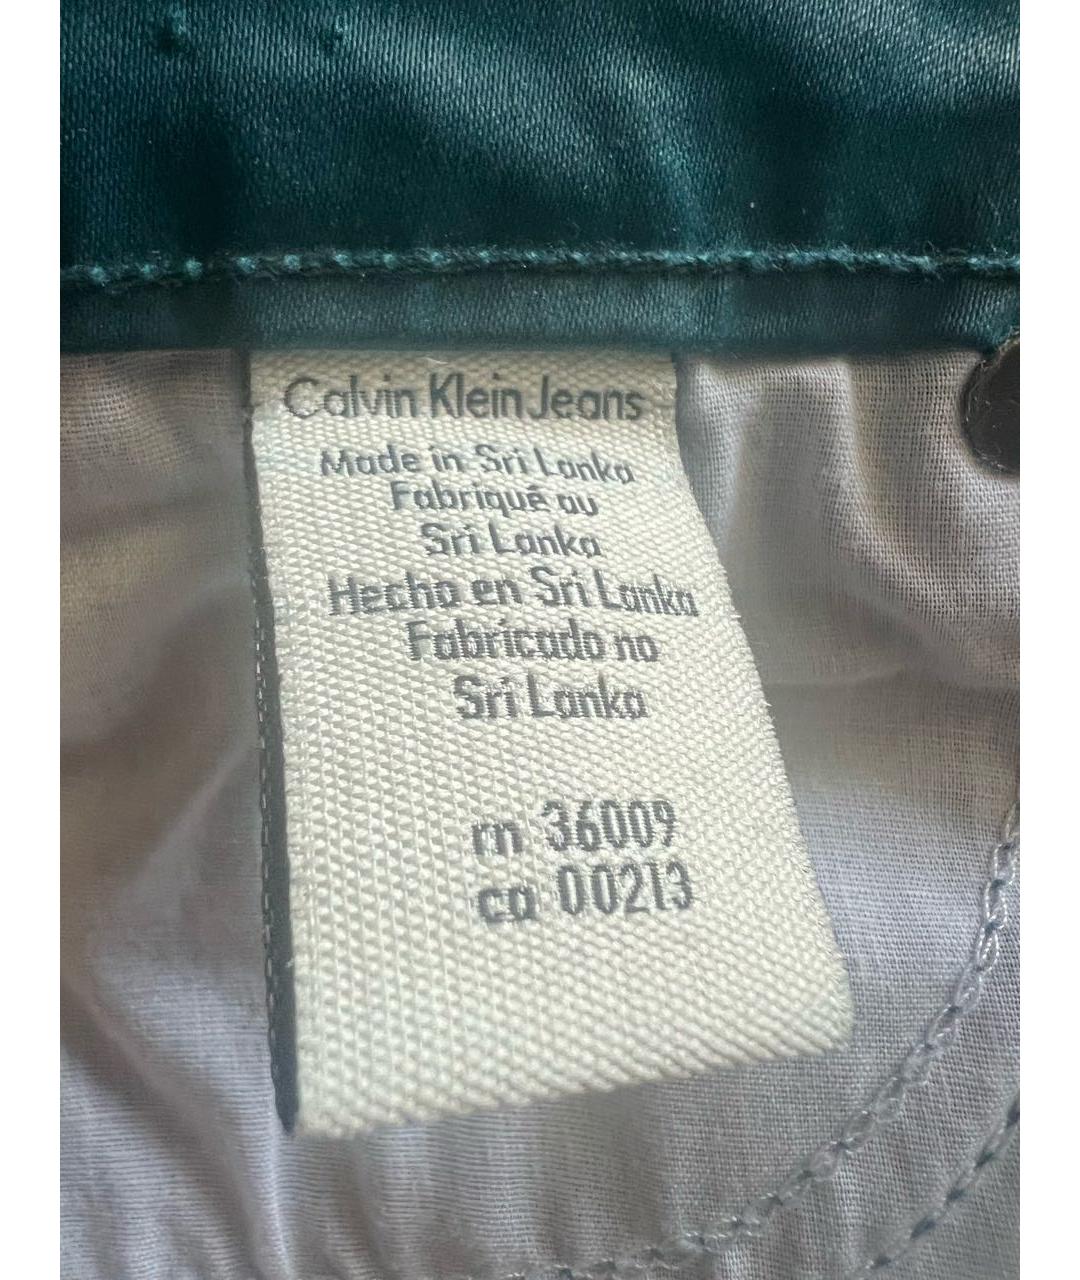 Calvin Klein Jeans
Made in Sri Lanka
Fabriqué au
Sri Lanka
Hecho en Sri Lanka
Fabricado no
Sri Lanka
rn 36009
ca 00213